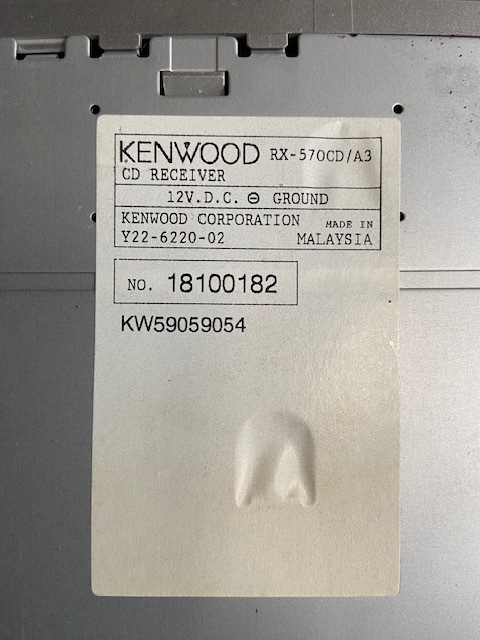 KENWOOD RX-570CD/A3
CD RECEIVER
12V.D.C. ⊖ GROUND
KENWOOD CORPORATION MADE IN
Y22-6220-02 MALAYSIA
NO. 18100182
KW59059054